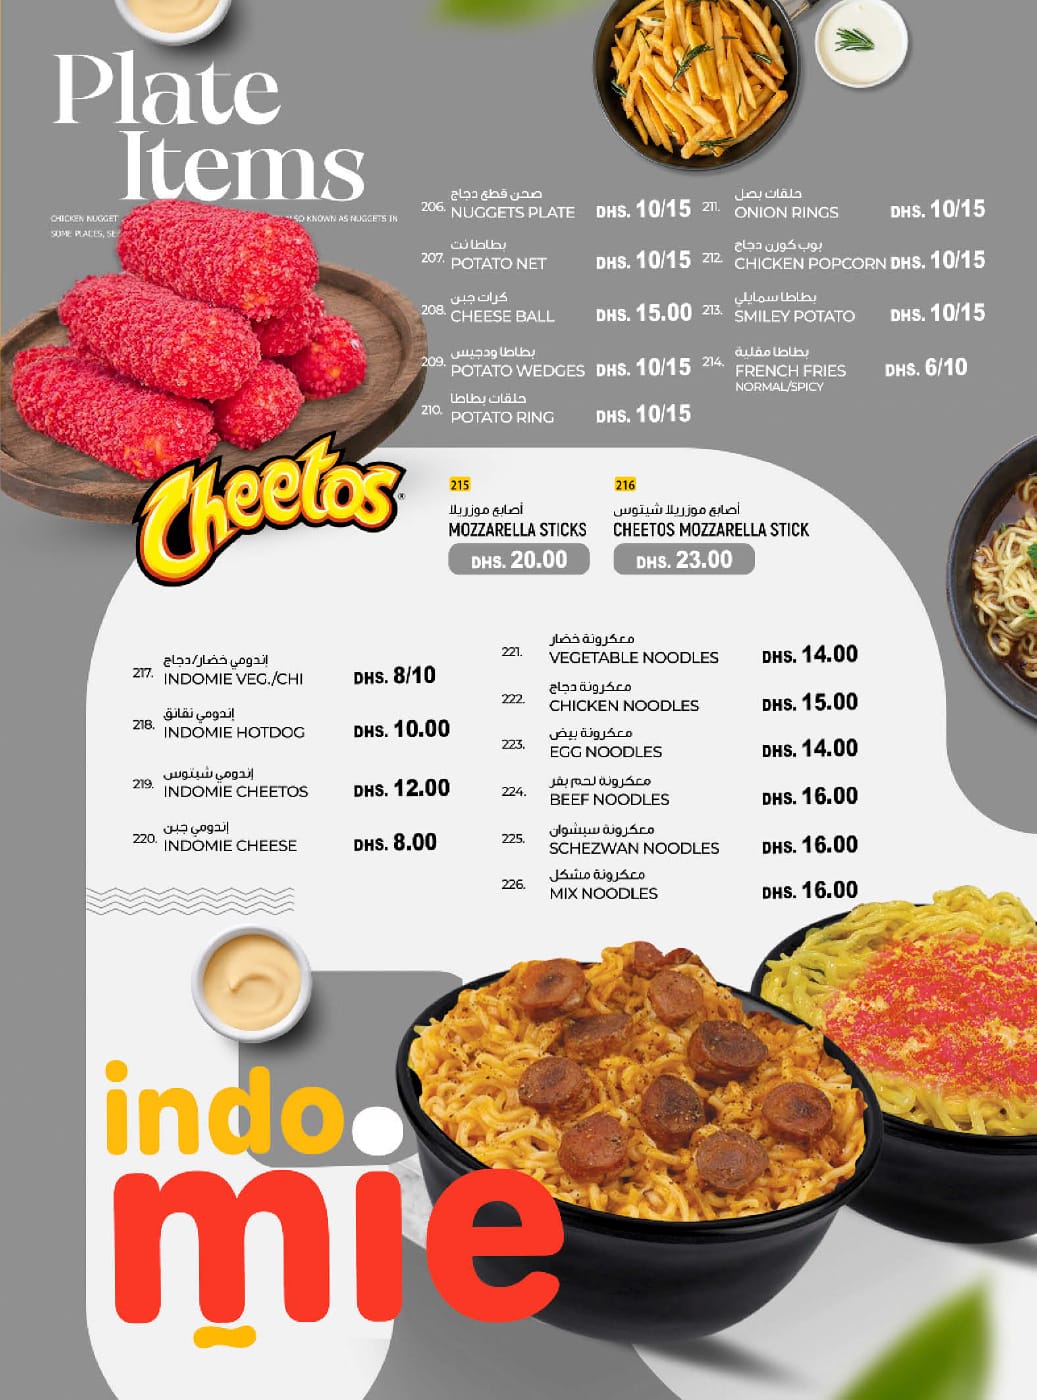 Plate
Items
CHICKEN NUGGET
ALSO KNOWN AS NUGGETS IN
SOME PLACES, SE
صحن قطع دجاج
206. NUGGETS PLATE DHS. 10/15
بطاطا نت
207. POTATO NET DHS. 10/15
كرات جبن
208. CHEESE BALL DHS. 15.00
بطاطا ودجيس
209. POTATO WEDGES DHS. 10/15
حلقات بطاطا
210. POTATO RING DHS. 10/15
حلقات بصل
211. ONION RINGS DHS. 10/15
بوب كورن دجاج
212. CHICKEN POPCORN DHS. 10/15
بطاطا سمايلي
213. SMILEY POTATO DHS. 10/15
بطاطا مقلية
214. FRENCH FRIES DHS. 6/10
NORMAL/SPICY
Cheetos
215
أصابع موزريلا
MOZZARELLA STICKS
DHS. 20.00
216
أصابع موزريلا شيتوس
CHEETOS MOZZARELLA STICK
DHS. 23.00
إندومي خضار/دجاج
217. INDOMIE VEG./CHI DHS. 8/10
إندومي نقانق
218. INDOMIE HOTDOG DHS. 10.00
إندومي شيتوس
219. INDOMIE CHEETOS DHS. 12.00
إندومي جبن
220. INDOMIE CHEESE DHS. 8.00
معكرونة خضار
221. VEGETABLE NOODLES DHS. 14.00
معكرونة دجاج
222. CHICKEN NOODLES DHS. 15.00
معكرونة بيض
223. EGG NOODLES DHS. 14.00
معكرونة لحم بقر
224. BEEF NOODLES DHS. 16.00
معكرونة سيشوان
225. SCHEZWAN NOODLES DHS. 16.00
معكرونة مشكل
226. MIX NOODLES DHS. 16.00
indo
mie